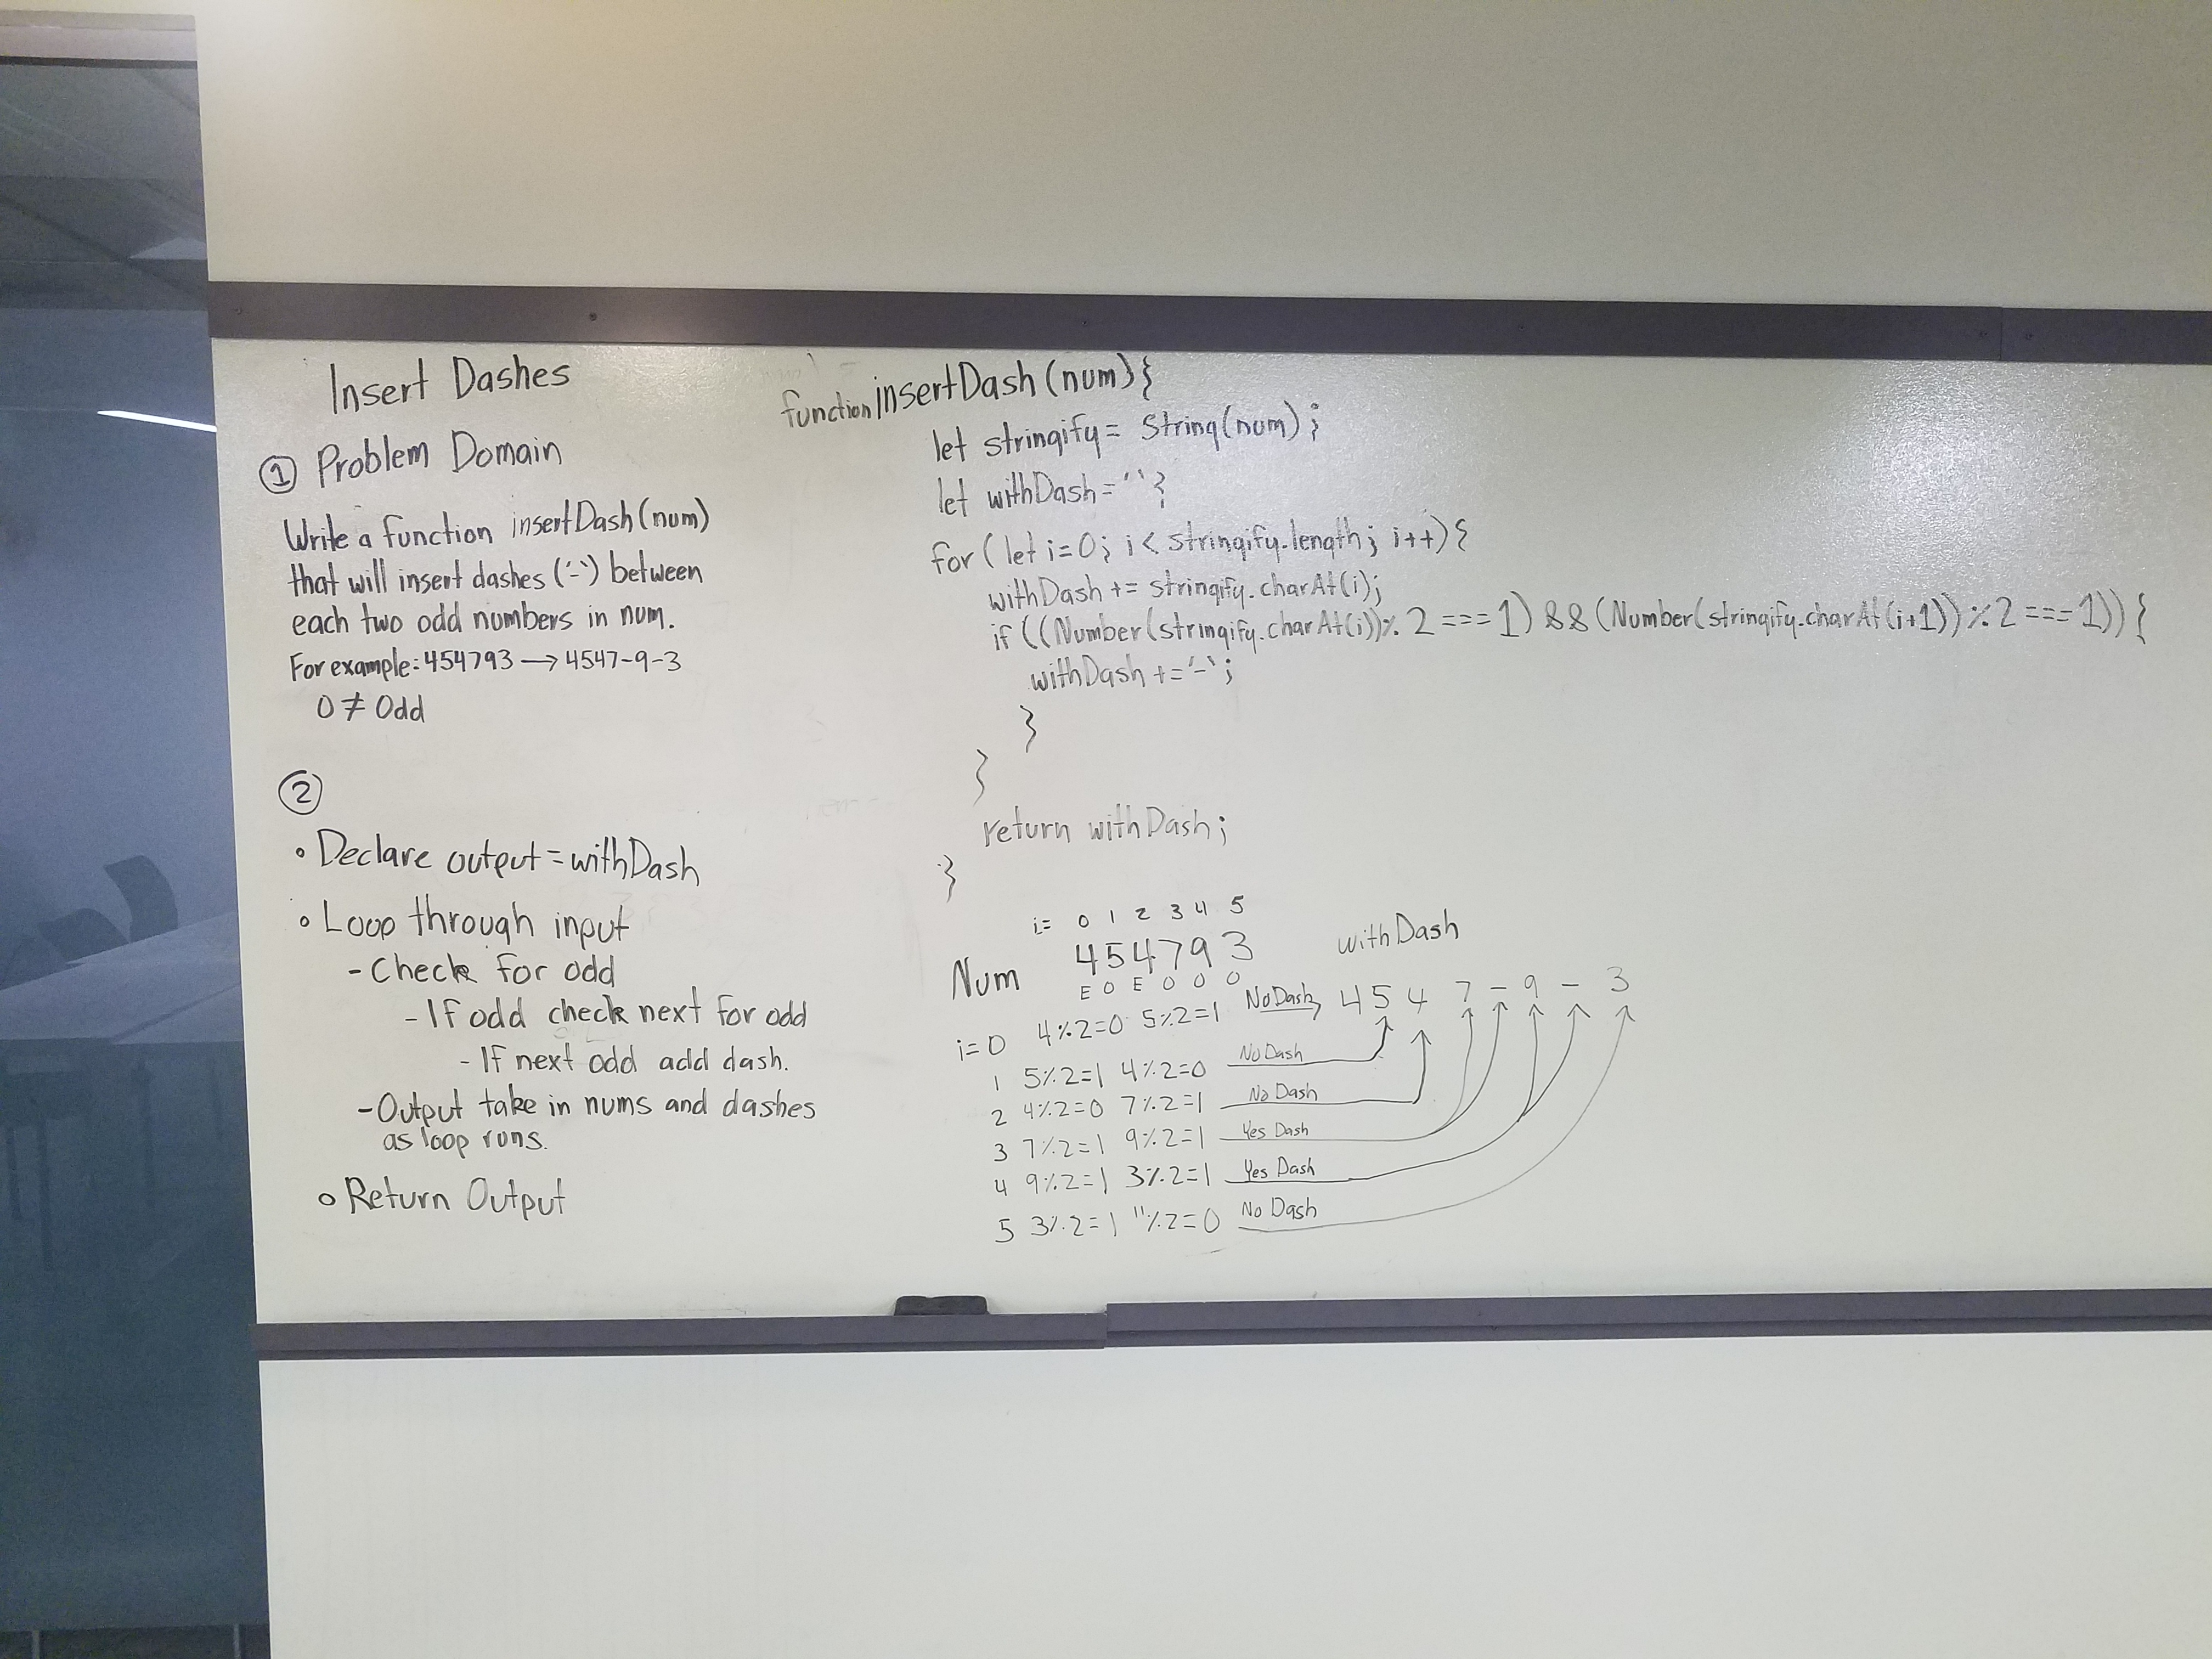 Insert Dashes
① Problem Domain
Write a function insertDash(num)
that will insert dashes ('-') between
each two odd numbers in num.
For example: 454793 → 4547-9-3
0 ≠ Odd
②
◦ Declare output = withDash
◦ Loop through input
- Check for odd
- If odd check next for odd
- If next odd add dash.
- Output take in nums and dashes
as loop runs.
◦ Return Output
function insertDash(num){
let stringify = String(num);
let withDash = '';
for (let i=0; i < stringify.length; i++){
withDash += stringify.charAt(i);
if ((Number(stringify.charAt(i))% 2 === 1) && (Number(stringify.charAt(i+1)) % 2 === 1)) {
withDash += '-';
}
}
return withDash;
}
i= 0 1 2 3 4 5
Num 4 5 4 7 9 3 withDash
E O E O O O
i=0 4%2=0 5%2=1 No Dash → 4 5 4 7 - 9 - 3
1 5%2=1 4%2=0 No Dash
2 4%2=0 7%2=1 No Dash
3 7%2=1 9%2=1 Yes Dash
4 9%2=1 3%2=1 Yes Dash
5 3%2=1 ''%2=0 No Dash